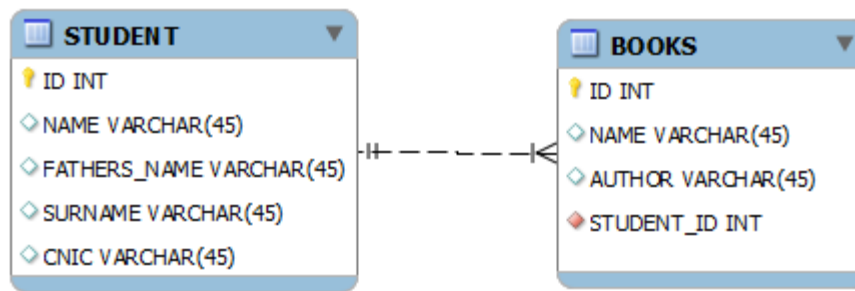 STUDENT
ID INT
NAME VARCHAR(45)
FATHERS_NAME VARCHAR(45)
SURNAME VARCHAR(45)
CNIC VARCHAR(45)
BOOKS
ID INT
NAME VARCHAR(45)
AUTHOR VARCHAR(45)
STUDENT_ID INT